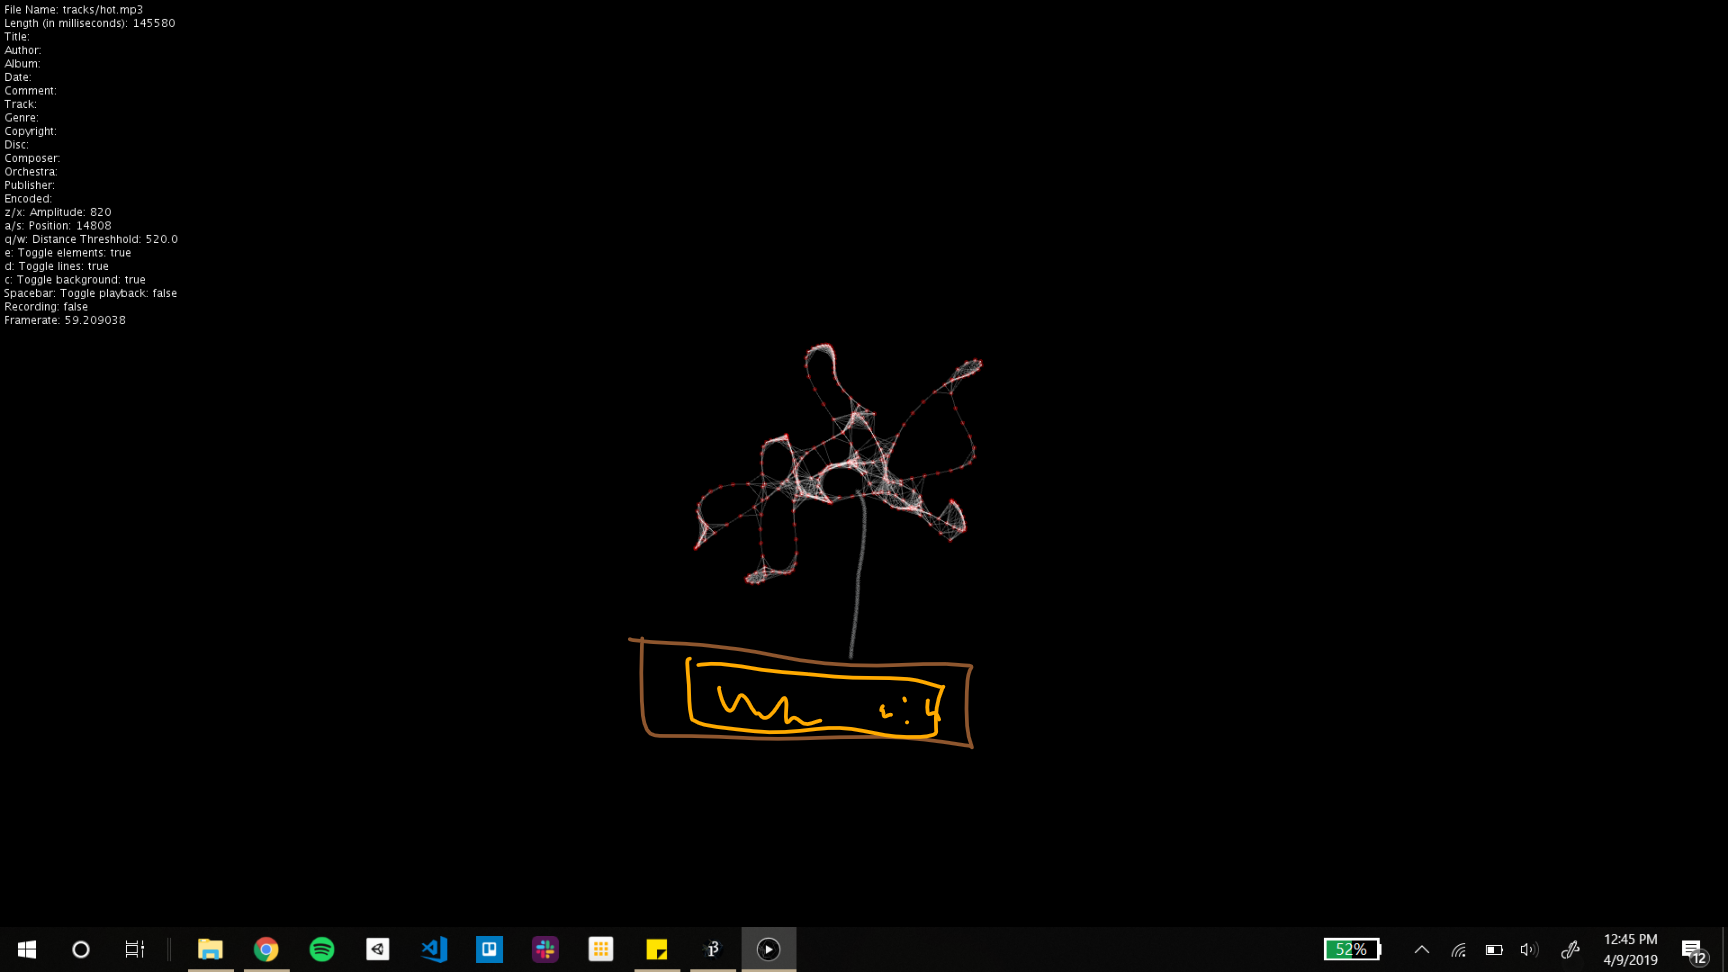 File Name: tracks/hot.mp3
Length (in milliseconds): 145580
Title:
Author:
Album:
Date:
Comment:
Track:
Genre:
Copyright:
Disc:
Composer:
Orchestra:
Publisher:
Encoded:
z/x: Amplitude: 820
a/s: Position: 14808
q/w: Distance Threshhold: 520.0
e: Toggle elements: true
d: Toggle lines: true
c: Toggle background: true
Spacebar: Toggle playback: false
Recording: false
Framerate: 59.209038
52%
12:45 PM
4/9/2019
12